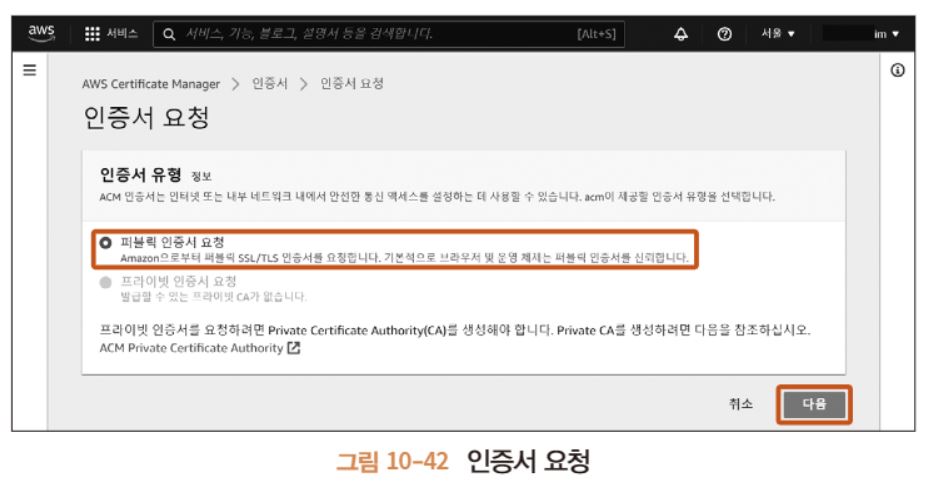 aws 서비스 서비스, 기능, 블로그, 설명서 등을 검색합니다. [Alt+S] 서울 ▼ im ▼
AWS Certificate Manager > 인증서 > 인증서 요청
인증서 요청
인증서 유형 정보
ACM 인증서는 인터넷 또는 내부 네트워크 내에서 안전한 통신 액세스를 설정하는 데 사용할 수 있습니다. acm이 제공할 인증서 유형을 선택합니다.
퍼블릭 인증서 요청
Amazon으로부터 퍼블릭 SSL/TLS 인증서를 요청합니다. 기본적으로 브라우저 및 운영 체제는 퍼블릭 인증서를 신뢰합니다.
프라이빗 인증서 요청
발급할 수 있는 프라이빗 CA가 없습니다.
프라이빗 인증서를 요청하려면 Private Certificate Authority(CA)를 생성해야 합니다. Private CA를 생성하려면 다음을 참조하십시오.
ACM Private Certificate Authority
취소 다음
그림 10-42 인증서 요청